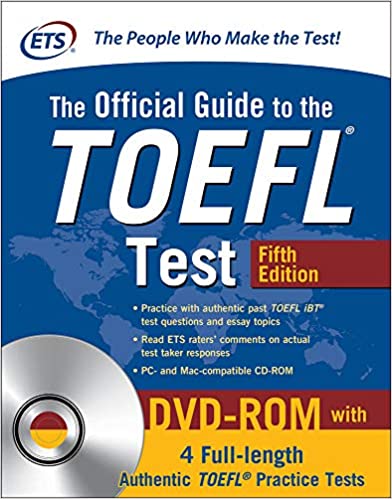 ETS
The People Who Make the Test!
The Official Guide to the
TOEFL®
Test
Fifth
Edition
• Practice with authentic past TOEFL iBT®
test questions and essay topics
• Read ETS raters' comments on actual
test taker responses
• PC- and Mac-compatible CD-ROM
DVD-ROM with
4 Full-length
Authentic TOEFL® Practice Tests